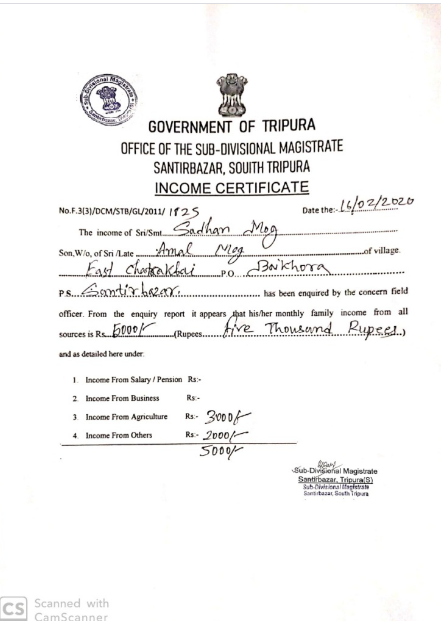 Sub-Divisional Magistrate
GOVERNMENT OF TRIPURA
OFFICE OF THE SUB-DIVISIONAL MAGISTRATE
SANTIRBAZAR, SOUITH TRIPURA
INCOME CERTIFICATE
No.F.3(3)/DCM/STB/GL/2011/ 1825 Date the:- 16/02/2020
The income of Sri/Smt. Sadhan Mog
Son,W/o, of Sri /Late Amal Mog of village.
East P.O Baikhora
P.S. Santirbazar. has been enquired by the concern field
officer. From the enquiry report it appears that his/her monthly family income from all
sources is Rs. 5000/- (Rupees Five Thousand Rupees.)
and as detailed here under:
1. Income From Salary / Pension Rs:-
2. Income From Business Rs:-
3. Income From Agriculture Rs:- 3000/-
4. Income From Others Rs:- 2000/-
5000/-
Sub-Divisional Magistrate
Santirbazar, Tripura(S)
Sub-Divisional Magistrate
Santirbazar, South Tripura
CS Scanned with
CamScanner